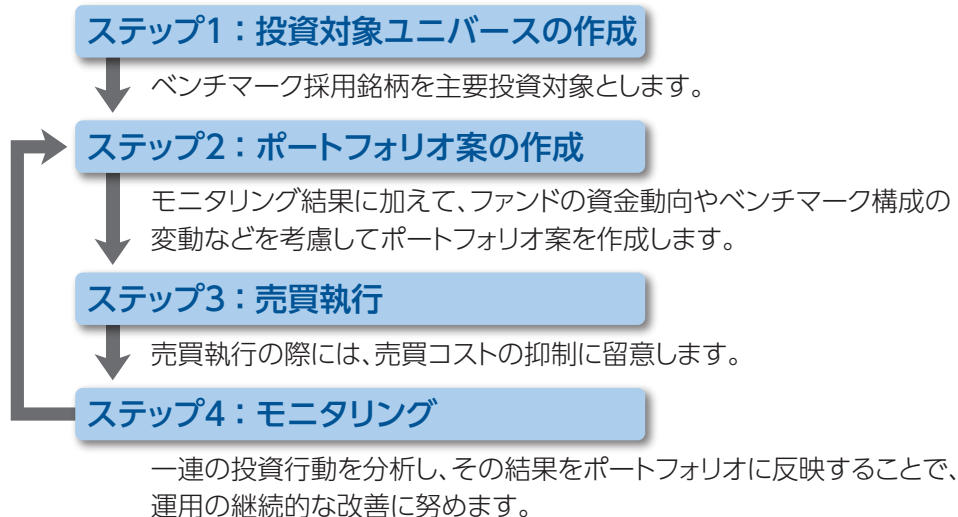 ステップ1：投資対象ユニバースの作成
ベンチマーク採用銘柄を主要投資対象とします。
ステップ2：ポートフォリオ案の作成
モニタリング結果に加えて、ファンドの資金動向やベンチマーク構成の
変動などを考慮してポートフォリオ案を作成します。
ステップ3：売買執行
売買執行の際には、売買コストの抑制に留意します。
ステップ4：モニタリング
一連の投資行動を分析し、その結果をポートフォリオに反映することで、
運用の継続的な改善に努めます。